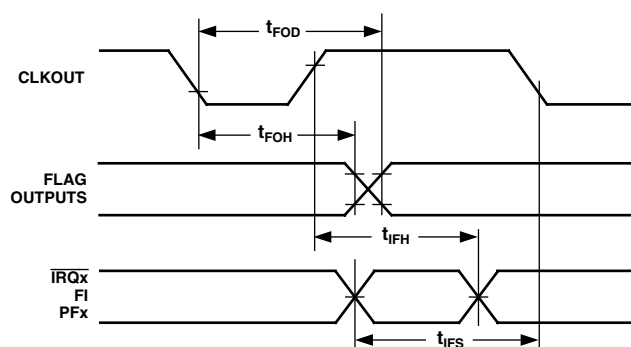 tFOD
CLKOUT
tFOH
FLAG
OUTPUTS
tIFH
IRQx
FI
PFx
tIFS